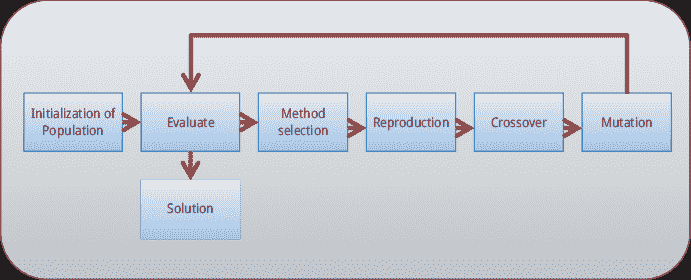 Initialization of
Population
Evaluate
Method
selection
Reproduction
Crossover
Mutation
Solution